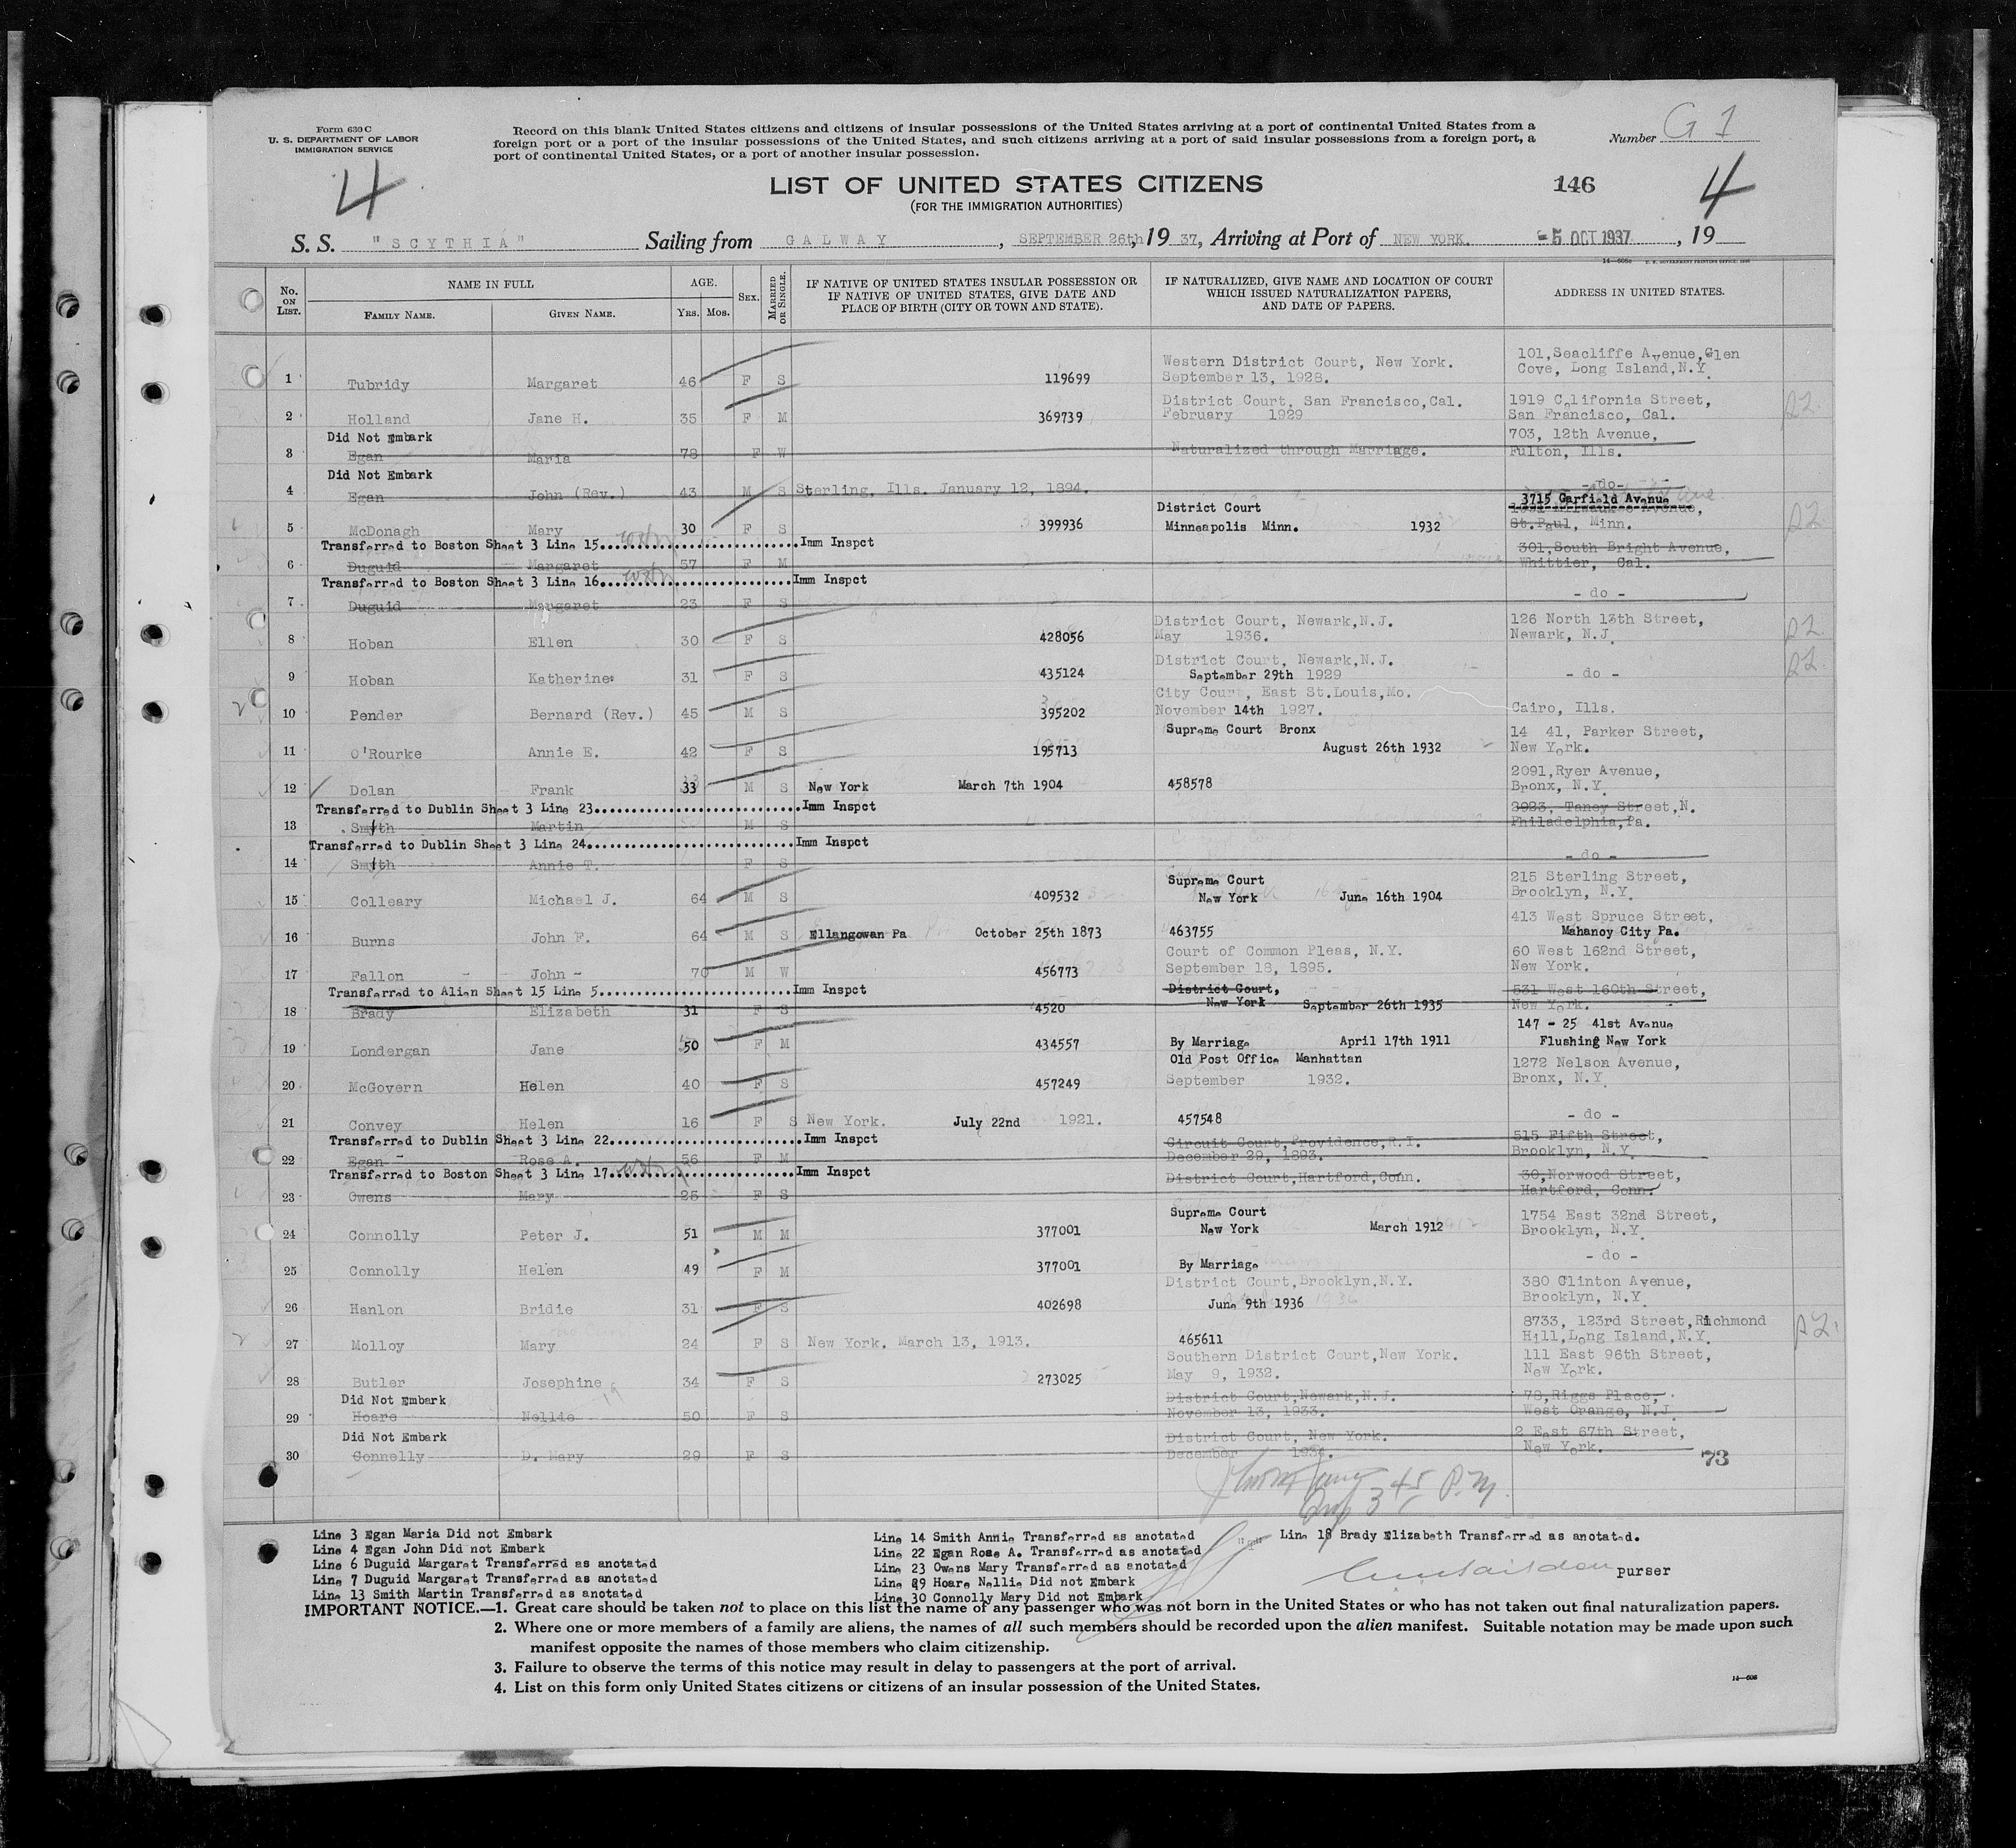 Form 630 C
U. S. DEPARTMENT OF LABOR
IMMIGRATION SERVICE
4
Record on this blank United States citizens and citizens of insular possessions of the United States arriving at a port of continental United States from a
foreign port or a port of the insular possessions of the United States, and such citizens arriving at a port of said insular possessions from a foreign port, a
port of continental United States, or a port of another insular possession.
Number G 1
LIST OF UNITED STATES CITIZENS
(FOR THE IMMIGRATION AUTHORITIES)
146
4
S. S. "SCYTHIA" Sailing from GALWAY, SEPTEMBER 26th, 19 37, Arriving at Port of NEW YORK. -5 OCT 1937, 19
No. ON LIST. NAME IN FULL FAMILY NAME. GIVEN NAME. AGE. YRS. MOS. SEX. MARRIED OR SINGLE. IF NATIVE OF UNITED STATES INSULAR POSSESSION OR IF NATIVE OF UNITED STATES, GIVE DATE AND PLACE OF BIRTH (CITY OR TOWN AND STATE). IF NATURALIZED, GIVE NAME AND LOCATION OF COURT WHICH ISSUED NATURALIZATION PAPERS, AND DATE OF PAPERS. ADDRESS IN UNITED STATES.
Western District Court, New York. 101, Seacliffe Avenue, Glen
1 Tubridy Margaret 46 F S 119699 September 13, 1928. Cove, Long Island, N.Y.
District Court, San Francisco, Cal. 1919 California Street,
2 Holland Jane H. 35 F M 369739 February 1929 San Francisco, Cal.
Did Not Embark 703, 12th Avenue,
3 Egan Maria 78 F W Naturalized through Marriage. Fulton, Ills.
Did Not Embark
4 Egan John (Rev.) 43 M S Sterling, Ills. January 12, 1894. - do -
District Court 3715 Garfield Avenue
5 McDonagh Mary 30 F S 399936 Minneapolis Minn. 1932 St. Paul, Minn.
Transferred to Boston Sheet 3 Line 15 Imm Inspct 301, South Bright Avenue,
6 Duguid Margaret 57 F M Whittier, Cal.
Transferred to Boston Sheet 3 Line 16 Imm Inspct
7 Duguid Margaret 23 F S - do -
District Court, Newark, N.J. 126 North 13th Street,
8 Hoban Ellen 30 F S 428056 May 1936. Newark, N.J.
District Court, Newark, N.J.
9 Hoban Katherine 31 F S 435124 September 29th 1929 - do -
City Court, East St.Louis, Mo.
10 Pender Bernard (Rev.) 45 M S 395202 November 14th 1927. Cairo, Ills.
Supreme Court Bronx 14 41, Parker Street,
11 O'Rourke Annie E. 42 F S 195713 August 26th 1932 New York.
2091, Ryer Avenue,
12 Dolan Frank 33 M S New York March 7th 1904 458578 Bronx, N.Y.
Transferred to Dublin Sheet 3 Line 23 Imm Inspct 2923, Taney Street, N.
13 Smyth Martin M S Philadelphia, Pa.
Transferred to Dublin Sheet 3 Line 24 Imm Inspct
14 Smyth Annie T. F S - do -
Supreme Court 215 Sterling Street,
15 Colleary Michael J. 64 M S 409532 New York June 16th 1904 Brooklyn, N.Y.
413 West Spruce Street,
16 Burns John F. 64 M S Ellangowan Pa October 25th 1873 463755 Mahanoy City Pa.
Court of Common Pleas, N.Y. 60 West 162nd Street,
17 Fallon - John - 70 M W 456773 September 18, 1895. New York.
Transferred to Alien Sheet 15 Line 5 Imm Inspct District Court, 531 West 160th Street,
18 Brady Elizabeth 31 F S 4520 New York September 26th 1935 New York.
147 - 25 41st Avenue
19 Londergan Jane 50 F M 434557 By Marriage April 17th 1911 Flushing New York
Old Post Office Manhattan 1272 Nelson Avenue,
20 McGovern Helen 40 F S 457249 September 1932. Bronx, N.Y.
21 Convey Helen 16 F S New York. July 22nd 1921. 457548 - do -
Transferred to Dublin Sheet 3 Line 22 Imm Inspct Circuit Court, Providence, R.I. 515 Fifth Street,
22 Egan - Rose A. 56 F M December 29, 1893. Brooklyn, N.Y.
Transferred to Boston Sheet 3 Line 17 Imm Inspct District Court, Hartford, Conn. 30, Norwood Street,
23 Owens Mary 25 F S Hartford, Conn.
Supreme Court 1754 East 32nd Street,
24 Connolly Peter J. 51 M M 377001 New York March 1912 Brooklyn, N.Y.
25 Connolly Helen 49 F M 377001 By Marriage - do -
District Court, Brooklyn, N.Y. 380 Clinton Avenue,
26 Hanlon Bridie 31 F S 402698 June 9th 1936 Brooklyn, N.Y.
8733, 123rd Street, Richmond
27 Molloy Mary 24 F S New York. March 13, 1913. 465611 Hill, Long Island, N.Y.
Southern District Court, New York. 111 East 96th Street,
28 Butler Josephine 34 F S 273025 May 9, 1932. New York.
Did Not Embark District Court, Newark, N.J. 78, Riggs Place,
29 Hoare Nellie 50 F S November 13, 1933. West Orange, N.J.
Did Not Embark District Court, New York. 2 East 67th Street,
30 Connelly D. Mary 29 F S December 1934. New York.
73
3 45 P.M.
Line 3 Egan Maria Did not Embark
Line 4 Egan John Did not Embark
Line 6 Duguid Margaret Transferred as anotated
Line 7 Duguid Margaret Transferred as anotated
Line 13 Smith Martin Transferred as anotated
Line 14 Smith Annie Transferred as anotated
Line 22 Egan Rose A. Transferred as anotated
Line 23 Owens Mary Transferred as anotated
Line 29 Hoare Nellie Did not Embark
Line 30 Connolly Mary Did not Embark
Line 18 Brady Elizabeth Transferred as anotated.
purser
IMPORTANT NOTICE.—1. Great care should be taken not to place on this list the name of any passenger who was not born in the United States or who has not taken out final naturalization papers.
2. Where one or more members of a family are aliens, the names of all such members should be recorded upon the alien manifest. Suitable notation may be made upon such
manifest opposite the names of those members who claim citizenship.
3. Failure to observe the terms of this notice may result in delay to passengers at the port of arrival.
4. List on this form only United States citizens or citizens of an insular possession of the United States.